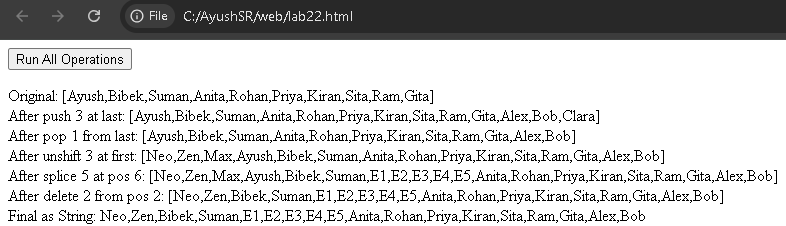 File C:/AyushSR/web/lab22.html
Run All Operations
Original: [Ayush,Bibek,Suman,Anita,Rohan,Priya,Kiran,Sita,Ram,Gita]
After push 3 at last: [Ayush,Bibek,Suman,Anita,Rohan,Priya,Kiran,Sita,Ram,Gita,Alex,Bob,Clara]
After pop 1 from last: [Ayush,Bibek,Suman,Anita,Rohan,Priya,Kiran,Sita,Ram,Gita,Alex,Bob]
After unshift 3 at first: [Neo,Zen,Max,Ayush,Bibek,Suman,Anita,Rohan,Priya,Kiran,Sita,Ram,Gita,Alex,Bob]
After splice 5 at pos 6: [Neo,Zen,Max,Ayush,Bibek,Suman,E1,E2,E3,E4,E5,Anita,Rohan,Priya,Kiran,Sita,Ram,Gita,Alex,Bob]
After delete 2 from pos 2: [Neo,Zen,Bibek,Suman,E1,E2,E3,E4,E5,Anita,Rohan,Priya,Kiran,Sita,Ram,Gita,Alex,Bob]
Final as String: Neo,Zen,Bibek,Suman,E1,E2,E3,E4,E5,Anita,Rohan,Priya,Kiran,Sita,Ram,Gita,Alex,Bob